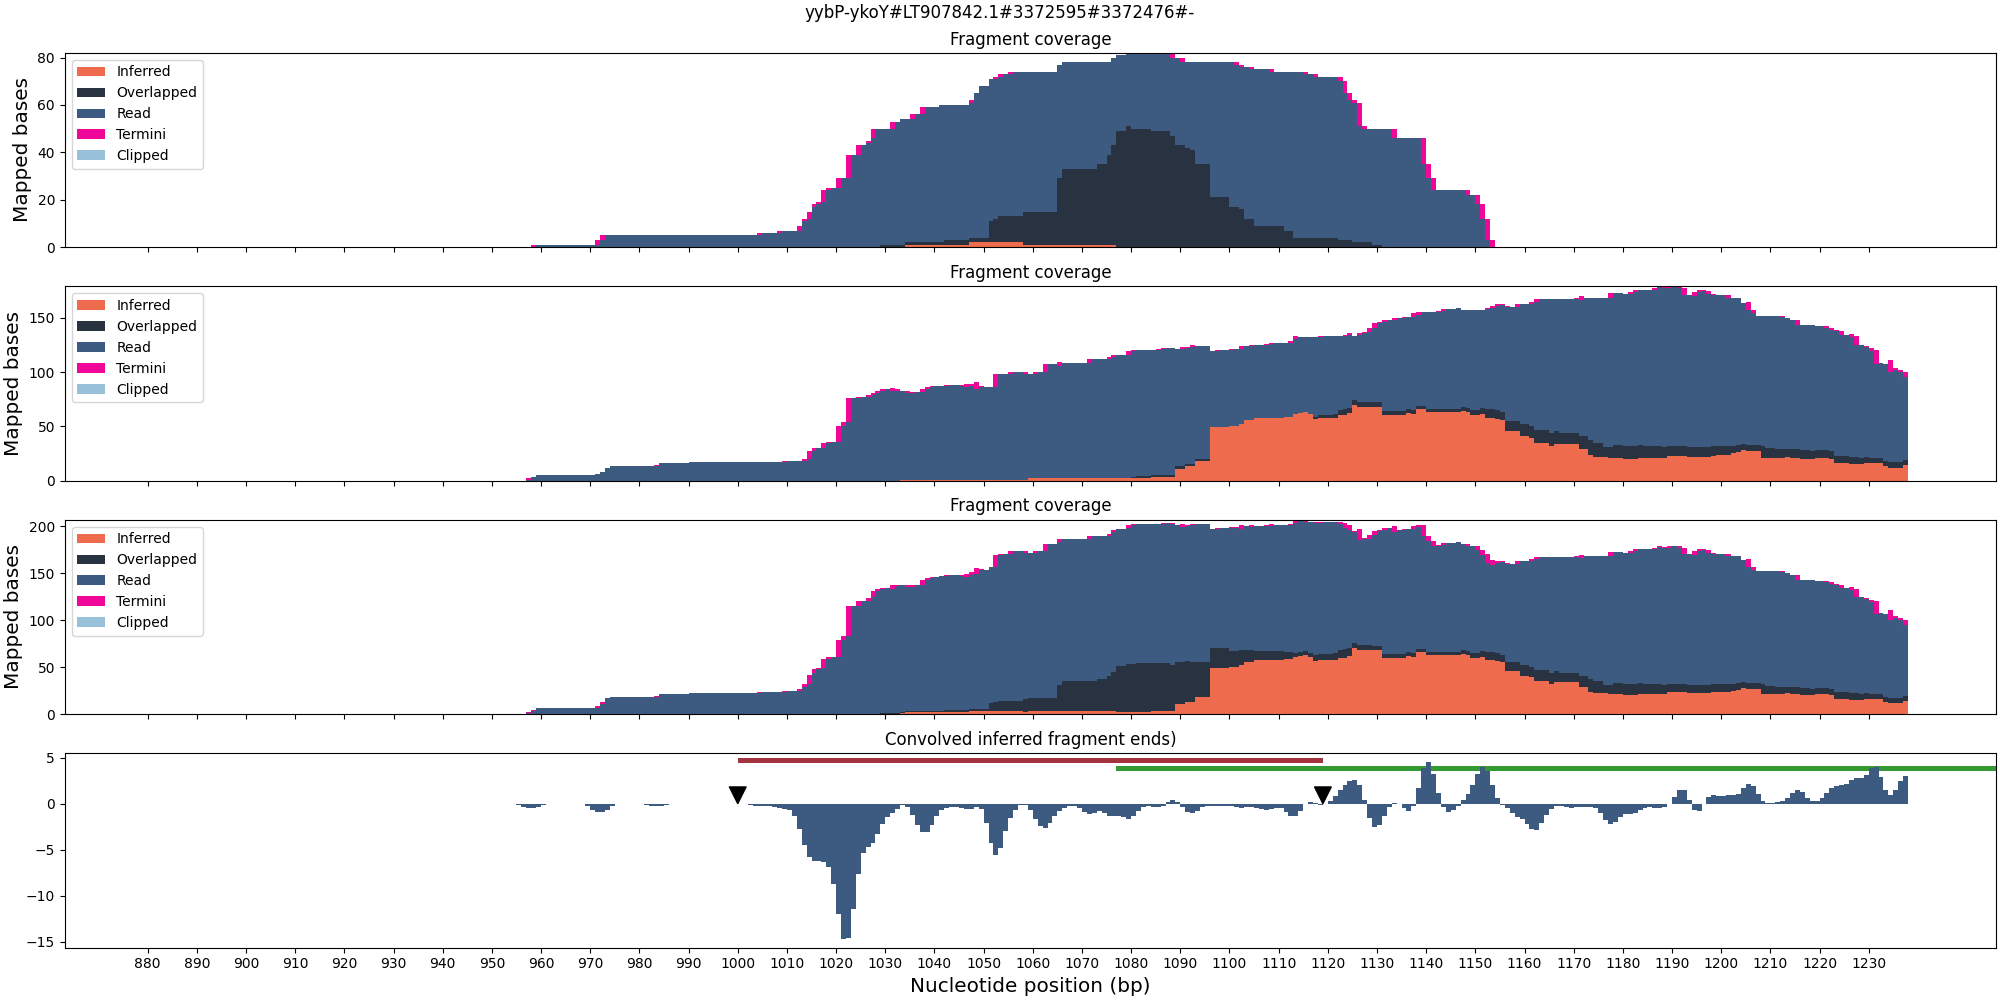 yybP-ykoY#LT907842.1#3372595#3372476#-
Fragment coverage
Mapped bases
80
60
40
20
0
Inferred
Overlapped
Read
Termini
Clipped
Fragment coverage
Mapped bases
150
100
50
0
Inferred
Overlapped
Read
Termini
Clipped
Fragment coverage
Mapped bases
200
150
100
50
0
Inferred
Overlapped
Read
Termini
Clipped
Convolved inferred fragment ends)
5
0
−5
−10
−15
880 890 900 910 920 930 940 950 960 970 980 990 1000 1010 1020 1030 1040 1050 1060 1070 1080 1090 1100 1110 1120 1130 1140 1150 1160 1170 1180 1190 1200 1210 1220 1230
Nucleotide position (bp)